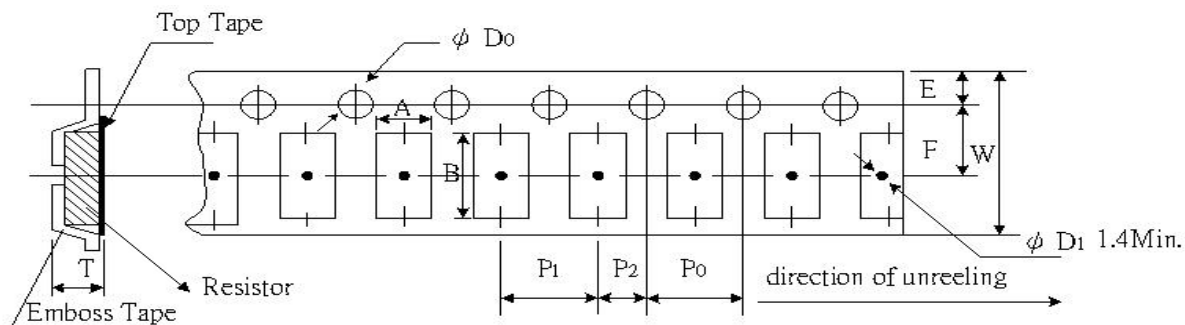 Top Tape
ϕ D0
E
A
F
W
B
ϕ D1 1.4Min.
T
P1
P2
P0
direction of unreeling
Resistor
Emboss Tape